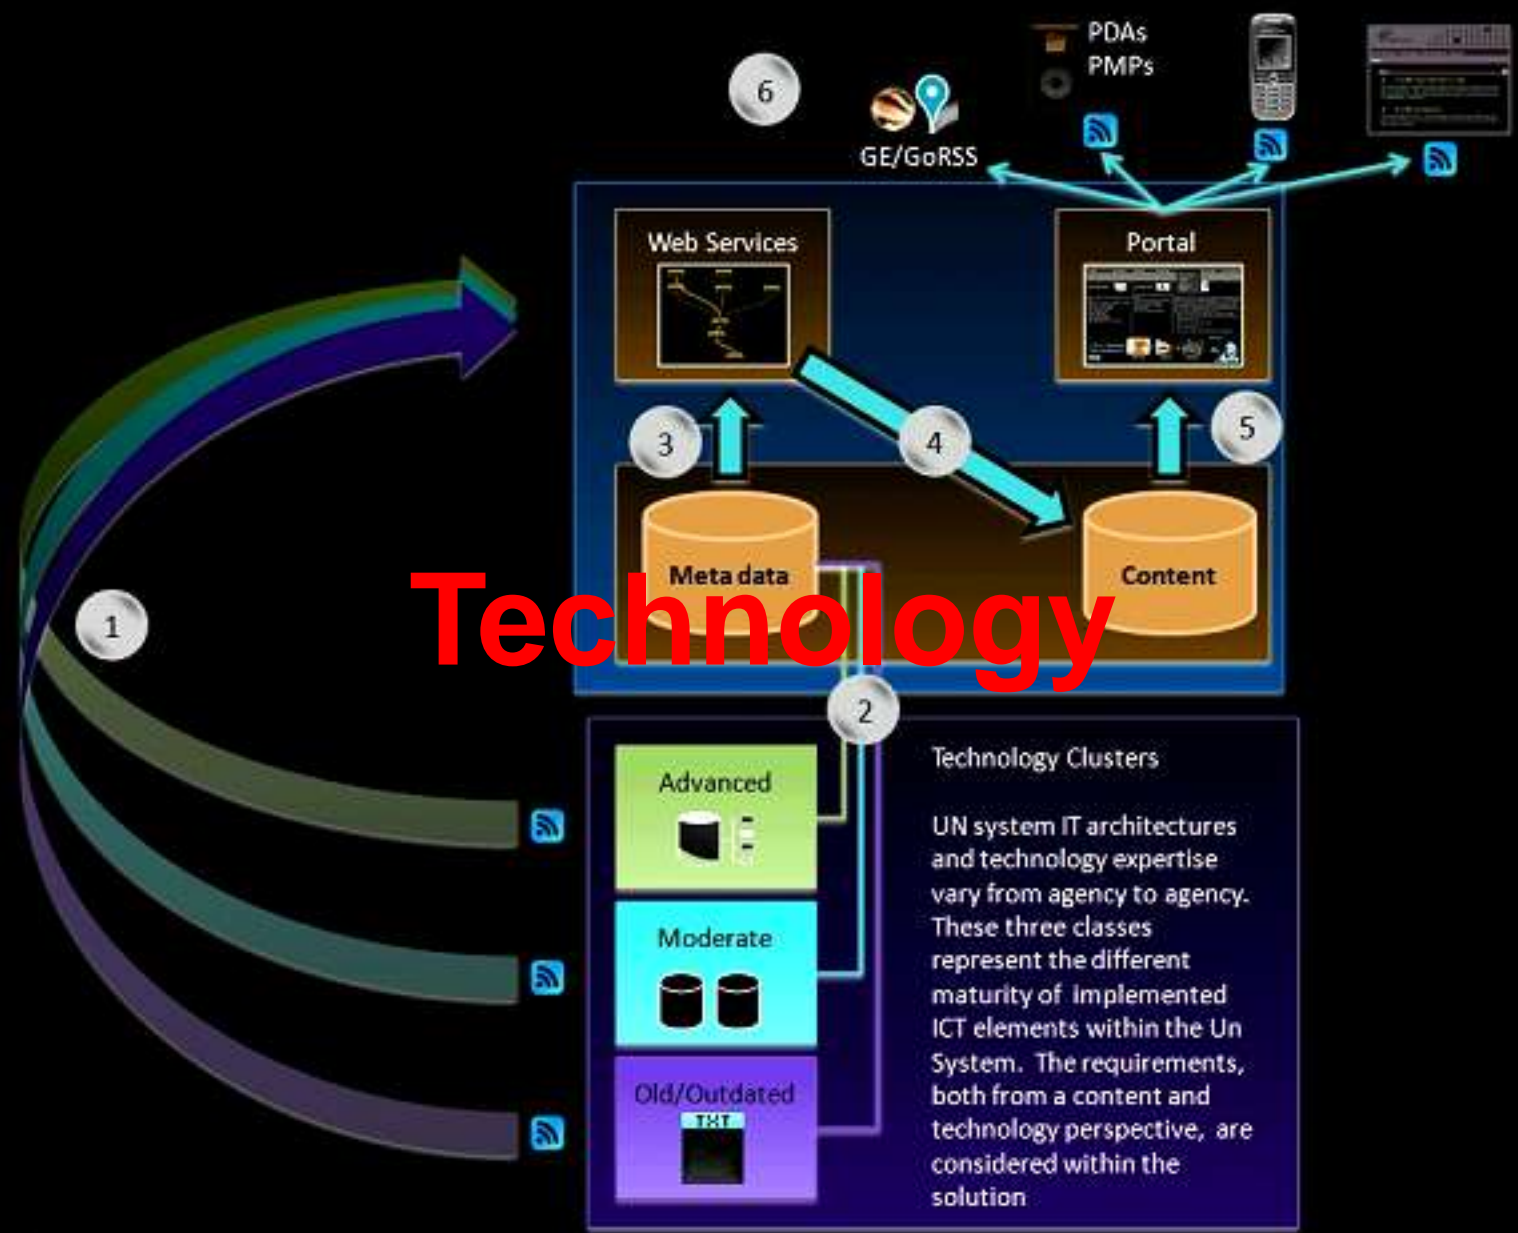 PDAs
PMPs
6
GE/GoRSS
Web Services
Portal
3
4
5
Meta data
Content
Technology
1
2
Advanced
Moderate
Old/Outdated
TXT
Technology Clusters
UN system IT architectures
and technology expertise
vary from agency to agency.
These three classes
represent the different
maturity of implemented
ICT elements within the Un
System. The requirements,
both from a content and
technology perspective, are
considered within the
solution